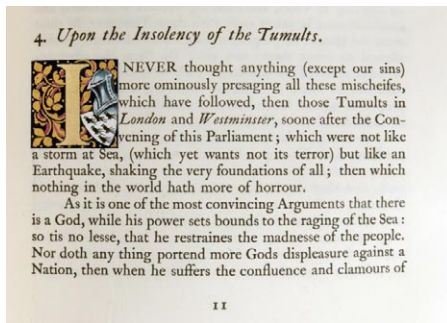 4. Upon the Insolency of the Tumults.
I NEVER thought anything (except our sins)
more ominously presaging all these mischeifes,
which have followed, then those Tumults in
London and Westminster, soone after the Con-
vening of this Parliament; which were not like
a storm at Sea, (which yet wants not its terror) but like an
Earthquake, shaking the very foundations of all; then which
nothing in the world hath more of horrour.
As it is one of the most convincing Arguments that there
is a God, while his power sets bounds to the raging of the Sea:
so tis no lesse, that he restraines the madnesse of the people.
Nor doth any thing portend more Gods displeasure against a
Nation, then when he suffers the confluence and clamours of
11